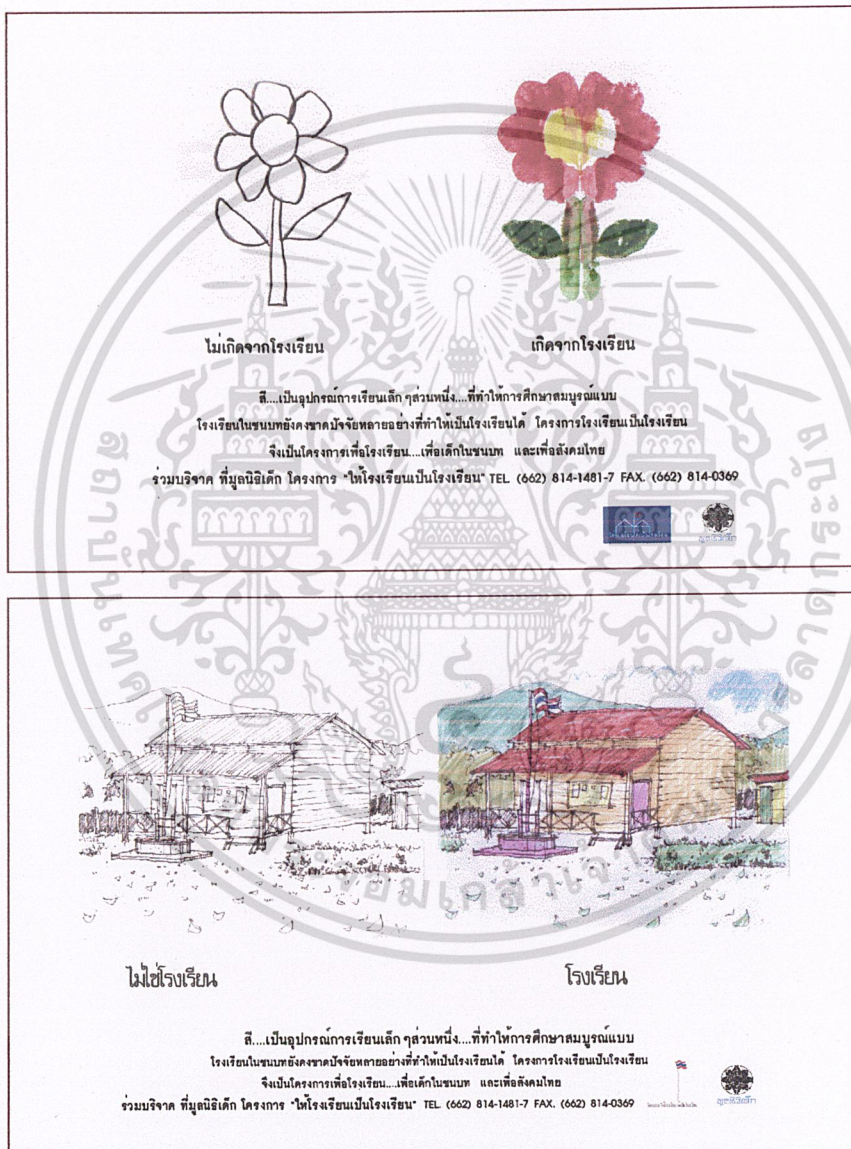 ไม่เกิดจากโรงเรียน
เกิดจากโรงเรียน
สี....เป็นอุปกรณ์การเรียนเล็ก ๆส่วนหนึ่ง....ที่ทำให้การศึกษาสมบูรณ์แบบ
โรงเรียนในชนบทยังคงขาดปัจจัยหลายอย่างที่ทำให้เป็นโรงเรียนได้ โครงการโรงเรียนเป็นโรงเรียน
จึงเป็นโครงการเพื่อโรงเรียน....เพื่อเด็กในชนบท และเพื่อสังคมไทย
ร่วมบริจาค ที่มูลนิธิเด็ก โครงการ "ให้โรงเรียนเป็นโรงเรียน" TEL (662) 814-1481-7 FAX. (662) 814-0369
มูลนิธิเด็ก
ไม่ใช่โรงเรียน
โรงเรียน
สี....เป็นอุปกรณ์การเรียนเล็ก ๆส่วนหนึ่ง....ที่ทำให้การศึกษาสมบูรณ์แบบ
โรงเรียนในชนบทยังคงขาดปัจจัยหลายอย่างที่ทำให้เป็นโรงเรียนได้ โครงการโรงเรียนเป็นโรงเรียน
จึงเป็นโครงการเพื่อโรงเรียน....เพื่อเด็กในชนบท และเพื่อสังคมไทย
ร่วมบริจาค ที่มูลนิธิเด็ก โครงการ "ให้โรงเรียนเป็นโรงเรียน" TEL. (662) 814-1481-7 FAX. (662) 814-0369
มูลนิธิเด็ก